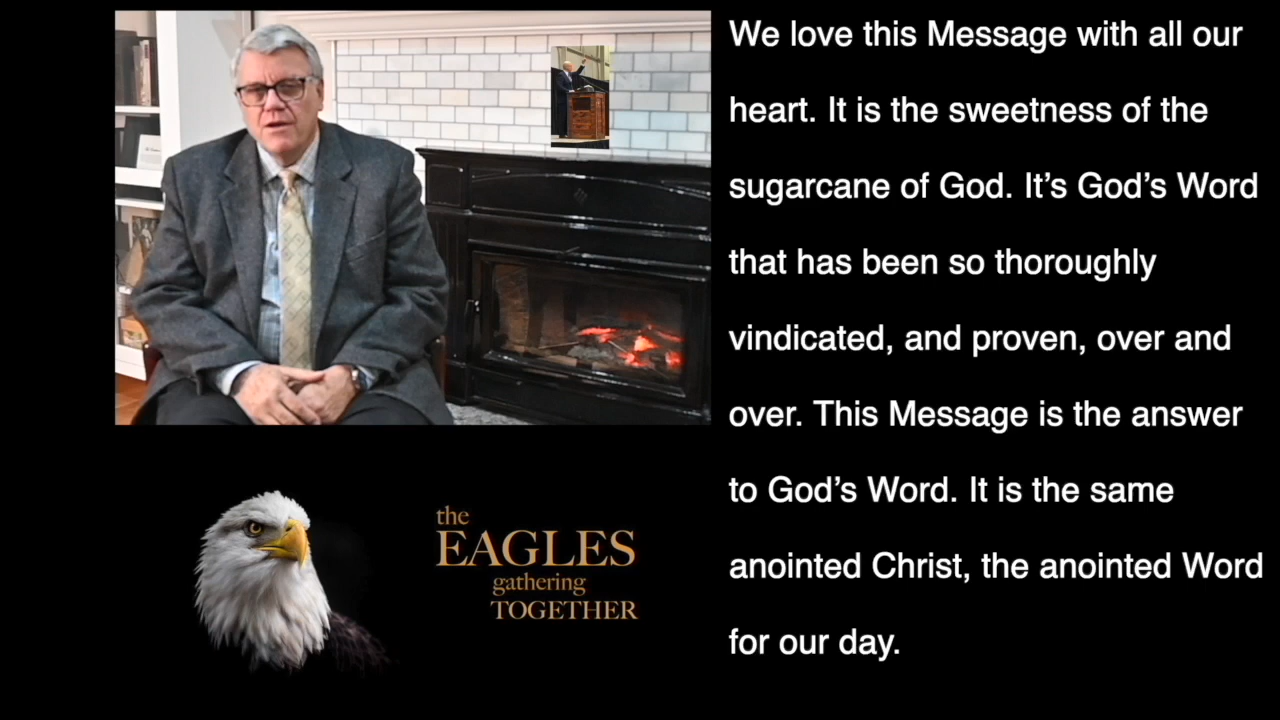 We love this Message with all our
heart. It is the sweetness of the
sugarcane of God. It’s God’s Word
that has been so thoroughly
vindicated, and proven, over and
over. This Message is the answer
to God’s Word. It is the same
anointed Christ, the anointed Word
for our day.
the
EAGLES
gathering
TOGETHER